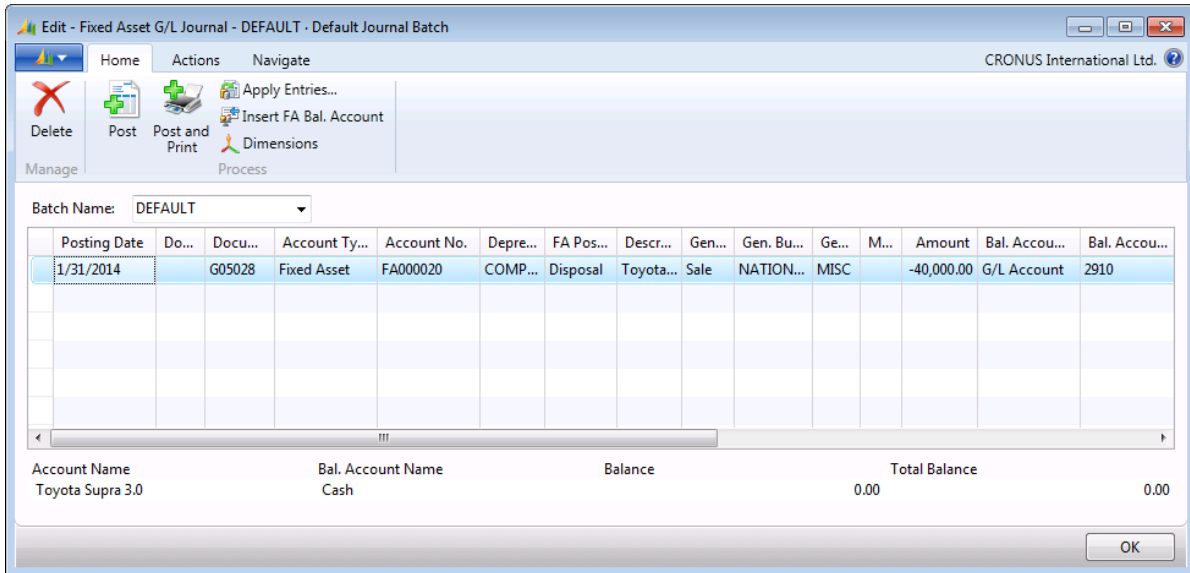 Edit - Fixed Asset G/L Journal - DEFAULT · Default Journal Batch
Home Actions Navigate CRONUS International Ltd.
Delete Post Post and Print Apply Entries...
Insert FA Bal. Account
Dimensions
Manage Process
Batch Name: DEFAULT
Posting Date Do... Docu... Account Ty... Account No. Depre... FA Pos... Descr... Gen... Gen. Bu... Ge... M... Amount Bal. Accou... Bal. Accou...
1/31/2014 G05028 Fixed Asset FA000020 COMP... Disposal Toyota... Sale NATION... MISC -40,000.00 G/L Account 2910
Account Name Bal. Account Name Balance Total Balance
Toyota Supra 3.0 Cash 0.00 0.00
OK